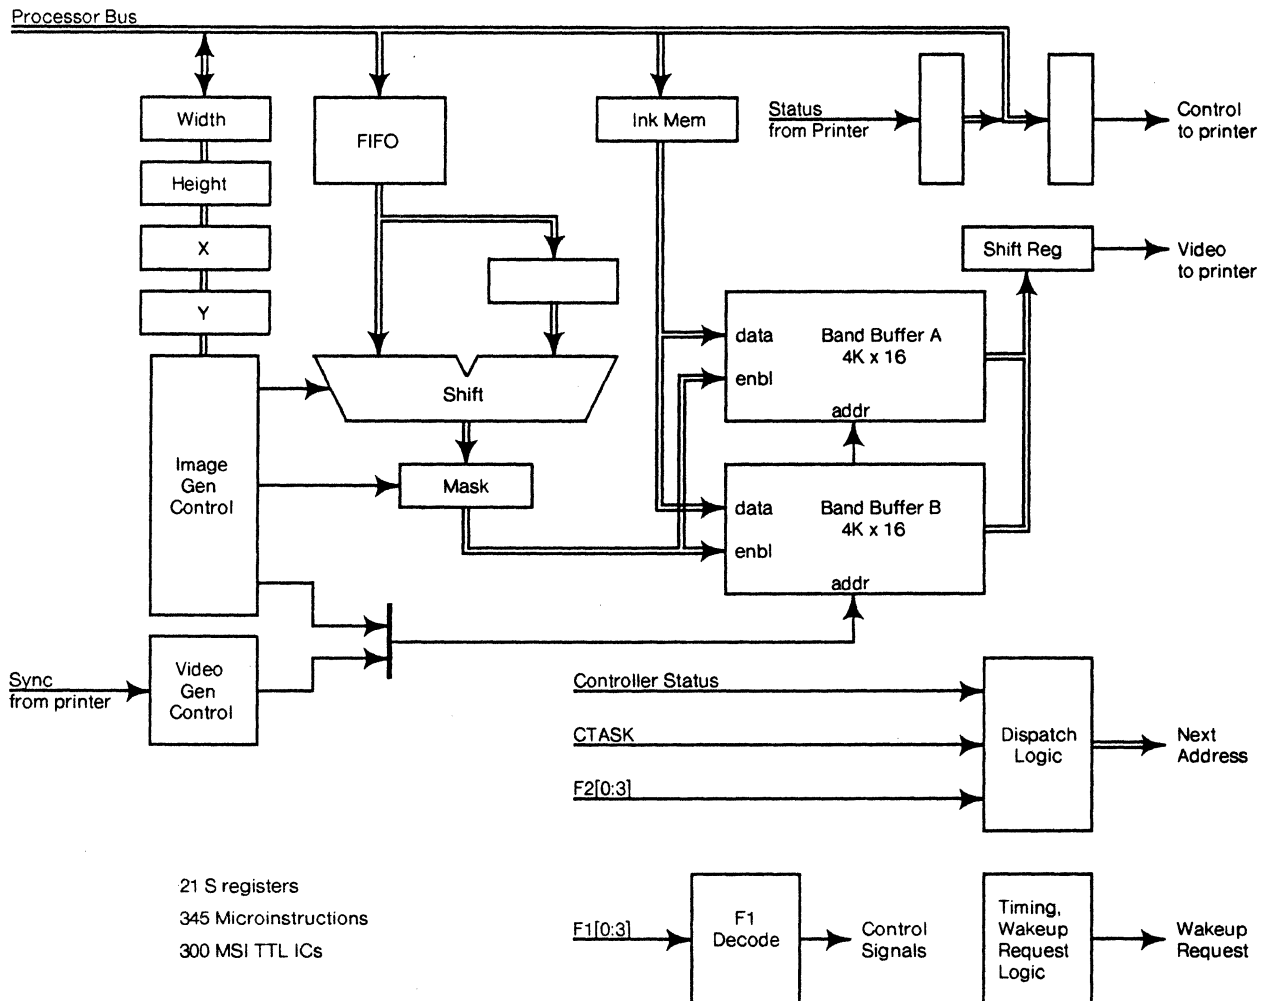 Processor Bus
Width
Height
X
Y
FIFO
Ink Mem
Status
from Printer
Control
to printer
Shift Reg
Video
to printer
Shift
Mask
data
Band Buffer A
4K x 16
enbl
addr
data
Band Buffer B
4K x 16
enbl
addr
Image
Gen
Control
Video
Gen
Control
Sync
from printer
Controller Status
CTASK
F2[0:3]
Dispatch
Logic
Next
Address
21 S registers
345 Microinstructions
300 MSI TTL ICs
F1[0:3]
F1
Decode
Control
Signals
Timing,
Wakeup
Request
Logic
Wakeup
Request